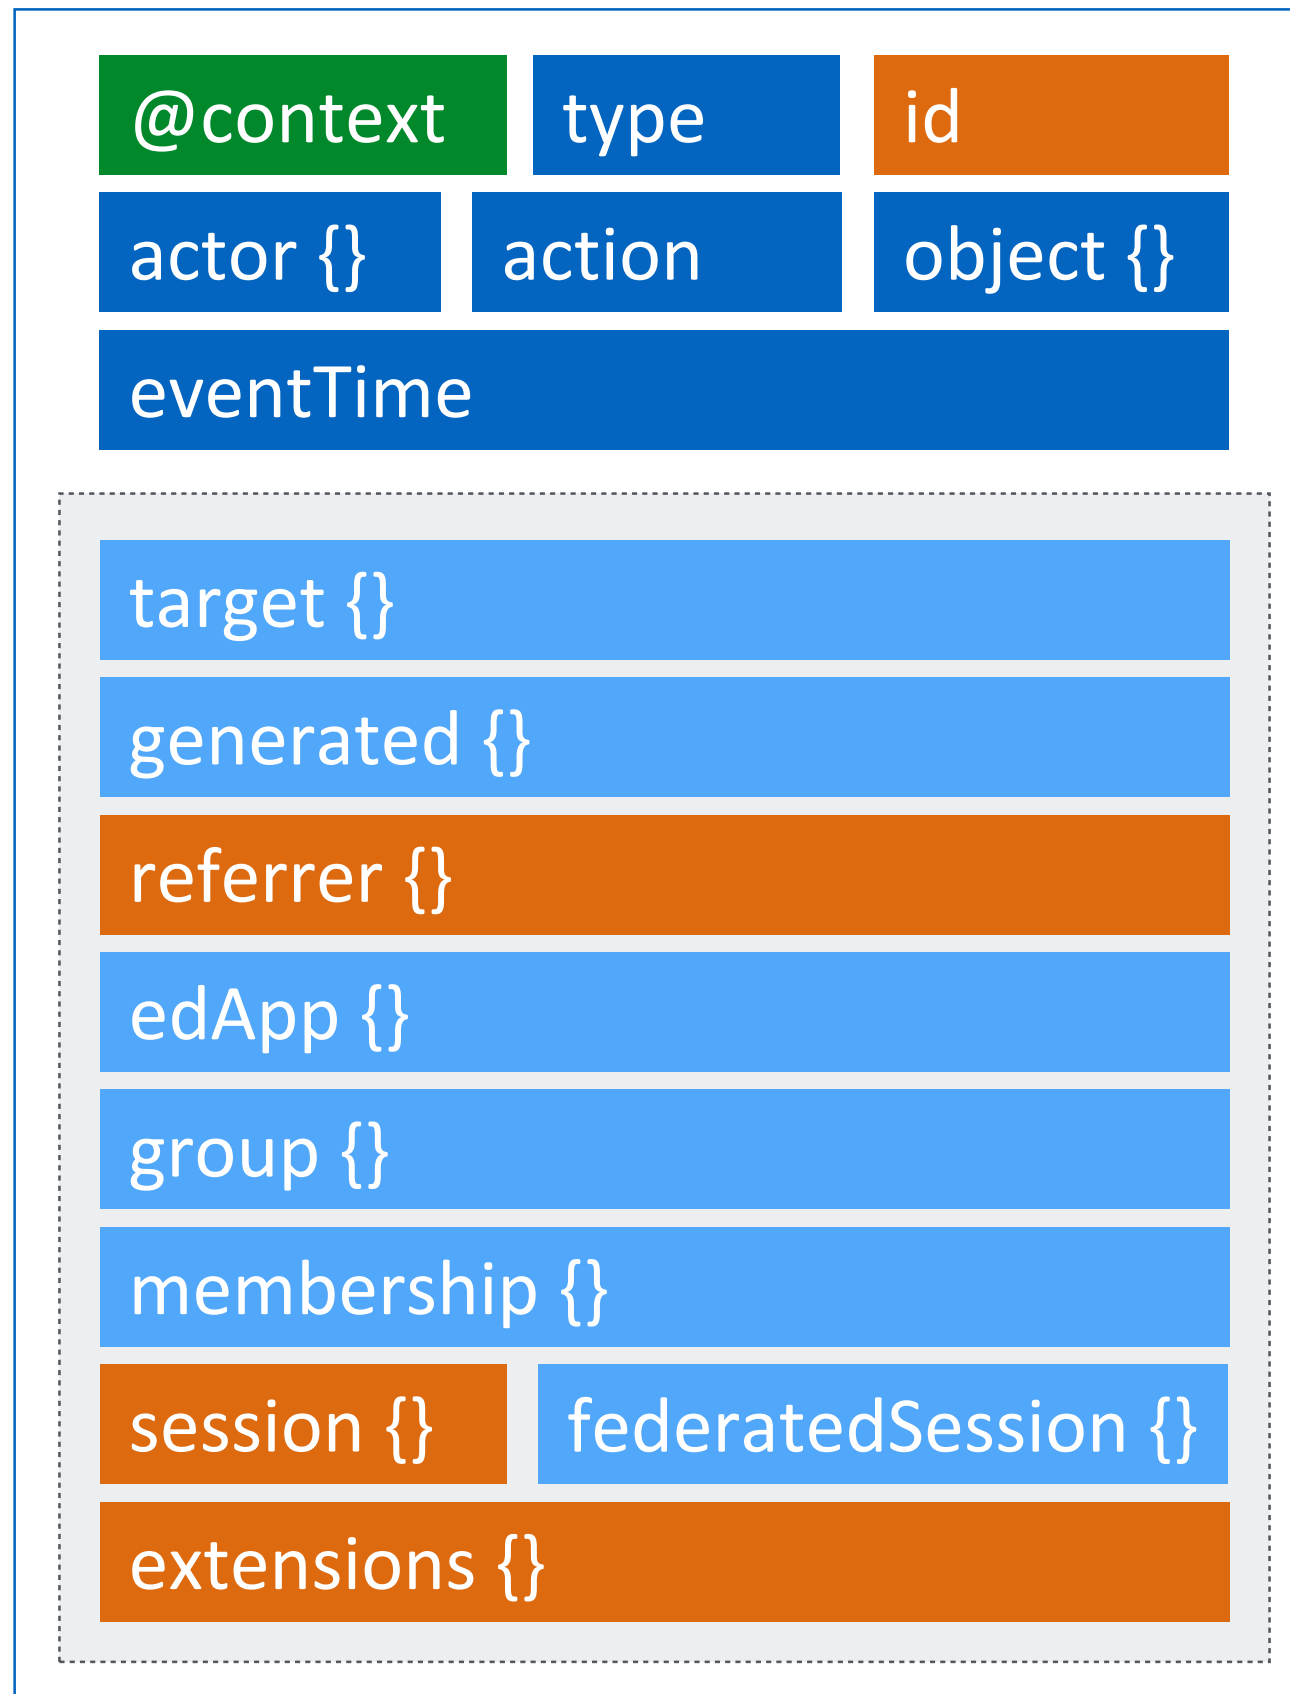 @context type id
actor {} action object {}
eventTime
target {}
generated {}
referrer {}
edApp {}
group {}
membership {}
session {} federatedSession {}
extensions {}